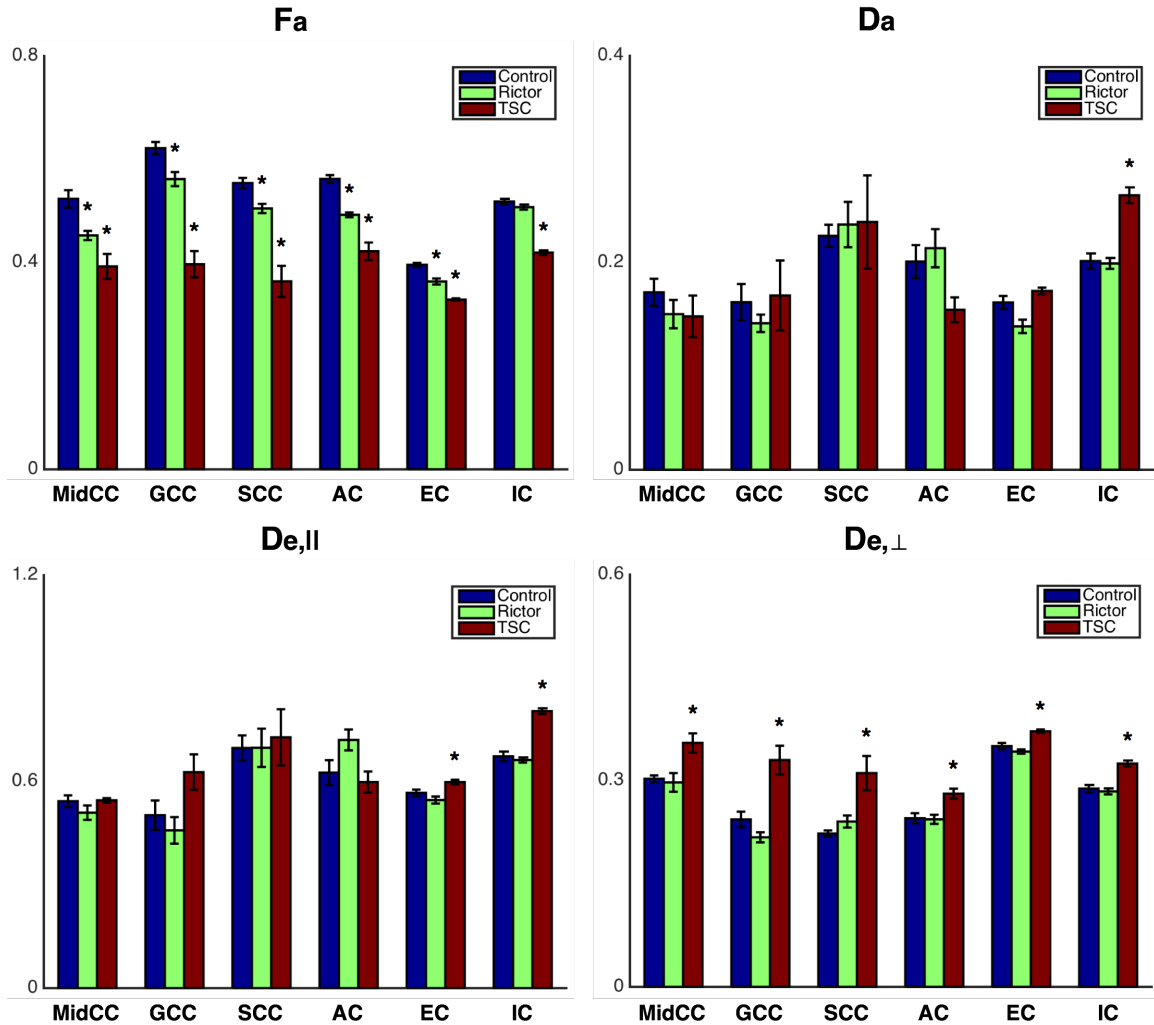 Fa
0.8
Control
Rictor
TSC
* * * * * * * * * * *
0.4
0
MidCC GCC SCC AC EC IC
Da
0.4
Control
Rictor
TSC
*
0.2
0
MidCC GCC SCC AC EC IC
De,||
1.2
Control
Rictor
TSC
* *
0.6
0
MidCC GCC SCC AC EC IC
De,⊥
0.6
Control
Rictor
TSC
* * * * * *
0.3
0
MidCC GCC SCC AC EC IC